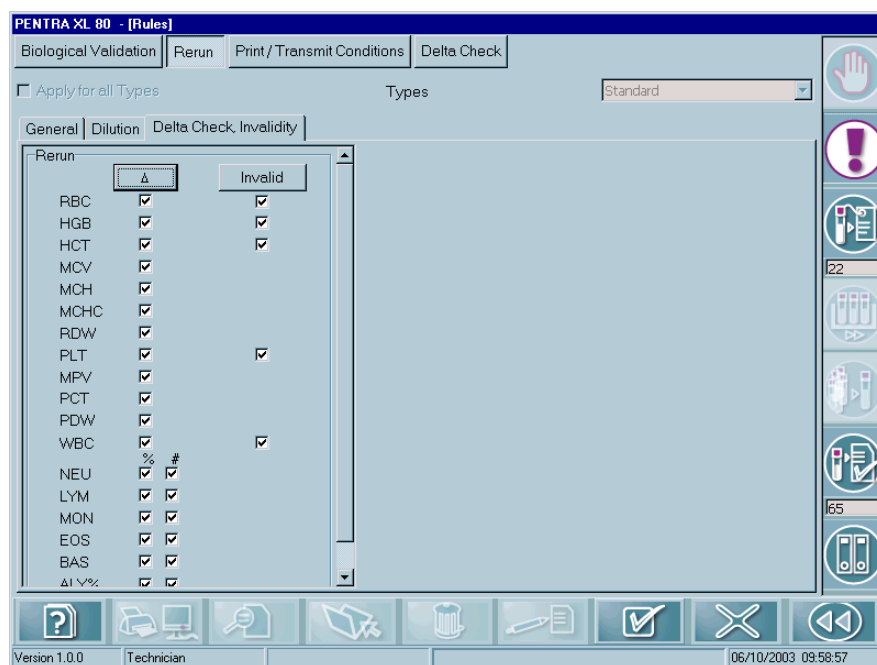 PENTRA XL 80 - [Rules]
Biological Validation Rerun Print / Transmit Conditions Delta Check
Apply for all Types Types Standard
General Dilution Delta Check, Invalidity
Rerun
Δ Invalid
RBC
HGB
HCT
MCV
MCH
MCHC
RDW
PLT
MPV
PCT
PDW
WBC
% #
NEU
LYM
MON
EOS
BAS
ALY%
22
65
Version 1.0.0 Technician 06/10/2003 09:58:57